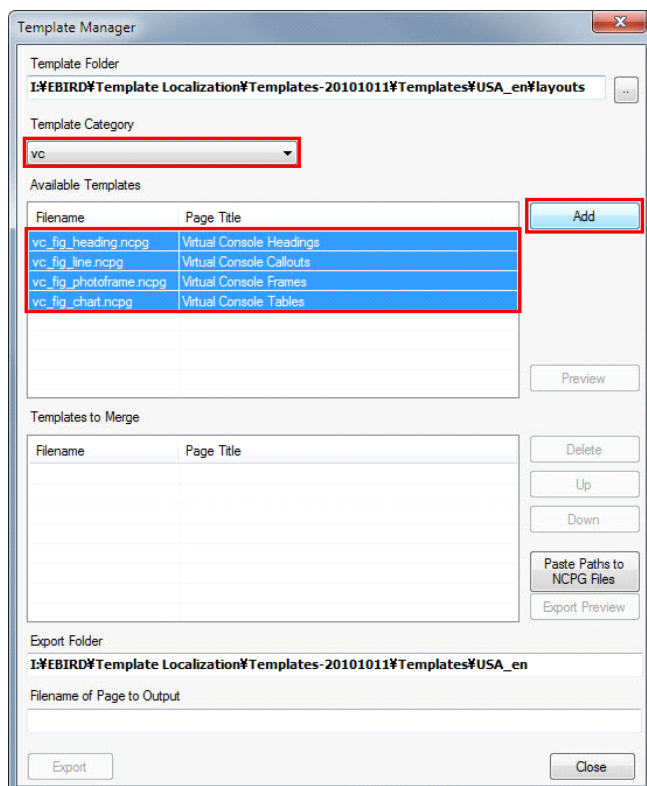 Template Manager
Template Folder
I:¥EBIRD¥Template Localization¥Templates-20101011¥Templates¥USA_en¥layouts
..
Template Category
vc
Available Templates
Filename Page Title
Add
vc_fig_heading.ncpg Virtual Console Headings
vc_fig_line.ncpg Virtual Console Callouts
vc_fig_photoframe.ncpg Virtual Console Frames
vc_fig_chart.ncpg Virtual Console Tables
Preview
Templates to Merge
Filename Page Title
Delete
Up
Down
Paste Paths to
NCPG Files
Export Preview
Export Folder
I:¥EBIRD¥Template Localization¥Templates-20101011¥Templates¥USA_en
Filename of Page to Output
Export
Close